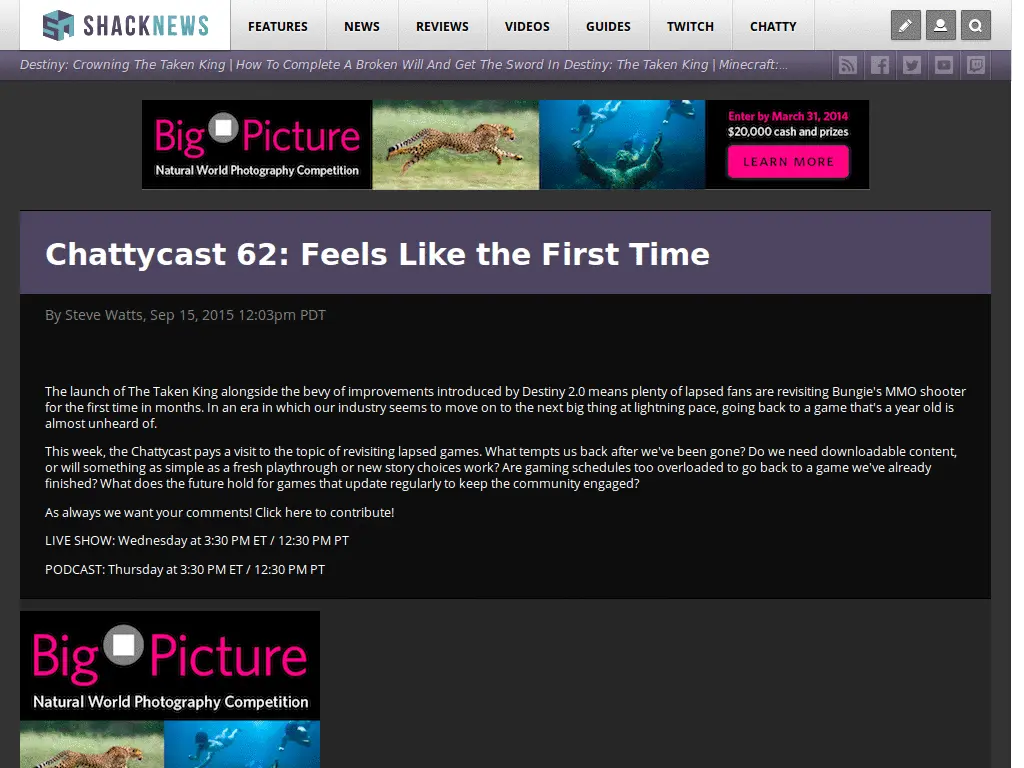 SHACKNEWS
FEATURES
NEWS
REVIEWS
VIDEOS
GUIDES
TWITCH
CHATTY
Destiny: Crowning The Taken King | How To Complete A Broken Will And Get The Sword In Destiny: The Taken King | Minecraft:...
Big Picture
Natural World Photography Competition
Enter by March 31, 2014
$20,000 cash and prizes
LEARN MORE
Chattycast 62: Feels Like the First Time
By Steve Watts, Sep 15, 2015 12:03pm PDT
The launch of The Taken King alongside the bevy of improvements introduced by Destiny 2.0 means plenty of lapsed fans are revisiting Bungie's MMO shooter
for the first time in months. In an era in which our industry seems to move on to the next big thing at lightning pace, going back to a game that's a year old is
almost unheard of.
This week, the Chattycast pays a visit to the topic of revisiting lapsed games. What tempts us back after we've been gone? Do we need downloadable content,
or will something as simple as a fresh playthrough or new story choices work? Are gaming schedules too overloaded to go back to a game we've already
finished? What does the future hold for games that update regularly to keep the community engaged?
As always we want your comments! Click here to contribute!
LIVE SHOW: Wednesday at 3:30 PM ET / 12:30 PM PT
PODCAST: Thursday at 3:30 PM ET / 12:30 PM PT
Big Picture
Natural World Photography Competition